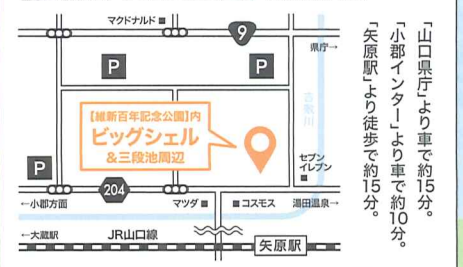 「山口県庁」より車で約15分。
「小郡インター」より車で約10分。
「矢原駅」より徒歩で約15分。
マクドナルド
9
県庁→
P
P
吉敷川
【維新百年記念公園】内
ビッグシェル
&三段池周辺
P
セブン
イレブン
204
←小郡方面
マツダ
コスモス
湯田温泉→
←大蔵駅
JR山口線
矢原駅